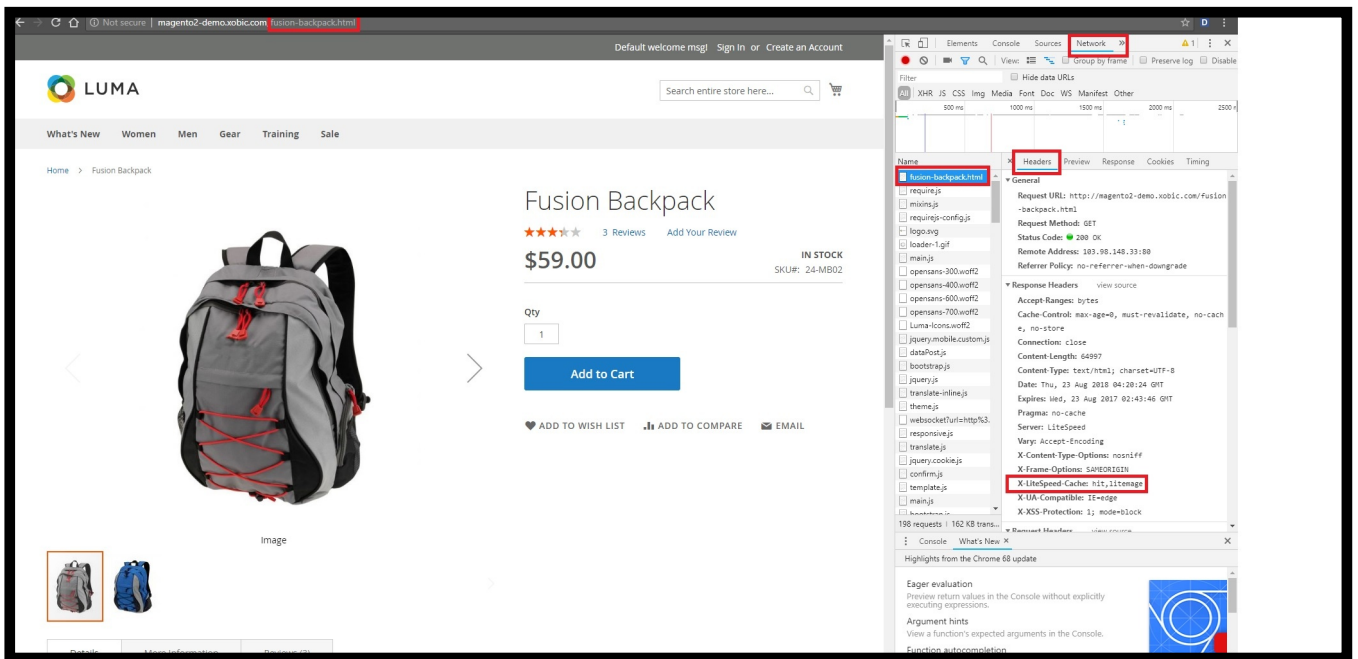 Not secure | magento2-demo.xobic.com/fusion-backpack.html
D
Default welcome msg! Sign In or Create an Account
LUMA
Search entire store here...
What's New Women Men Gear Training Sale
Home > Fusion Backpack
Fusion Backpack
3 Reviews Add Your Review
$59.00
IN STOCK
SKU#: 24-MB02
Qty
1
Add to Cart
ADD TO WISH LIST ADD TO COMPARE EMAIL
Image
Details More Information Reviews (3)
Elements Console Sources Network » 1
View: Group by frame Preserve log Disable
Filter Hide data URLs
All XHR JS CSS Img Media Font Doc WS Manifest Other
500 ms 1000 ms 1500 ms 2000 ms 2500
Name
fusion-backpack.html
require.js
mixins.js
requirejs-config.js
logo.svg
loader-1.gif
main.js
opensans-300.woff2
opensans-400.woff2
opensans-600.woff2
opensans-700.woff2
Luma-Icons.woff2
jquery.mobile.custom.js
dataPost.js
bootstrap.js
jquery.js
translate-inline.js
theme.js
websocket?url=http%3.
responsive.js
translate.js
jquery.cookie.js
confirm.js
template.js
main.js
bootstrap.js
198 requests | 162 KB trans...
× Headers Preview Response Cookies Timing
▼ General
Request URL: http://magento2-demo.xobic.com/fusion
-backpack.html
Request Method: GET
Status Code: 200 OK
Remote Address: 103.98.148.33:80
Referrer Policy: no-referrer-when-downgrade
▼ Response Headers view source
Accept-Ranges: bytes
Cache-Control: max-age=0, must-revalidate, no-cach
e, no-store
Connection: close
Content-Length: 64997
Content-Type: text/html; charset=UTF-8
Date: Thu, 23 Aug 2018 04:20:24 GMT
Expires: Wed, 23 Aug 2017 02:43:46 GMT
Pragma: no-cache
Server: LiteSpeed
Vary: Accept-Encoding
X-Content-Type-Options: nosniff
X-Frame-Options: SAMEORIGIN
X-LiteSpeed-Cache: hit,litemage
X-UA-Compatible: IE=edge
X-XSS-Protection: 1; mode=block
▼ Request Headers view source
Console What's New ×
Highlights from the Chrome 68 update
Eager evaluation
Preview return values in the Console without explicitly
executing expressions.
Argument hints
View a function's expected arguments in the Console.
Function autocompletion